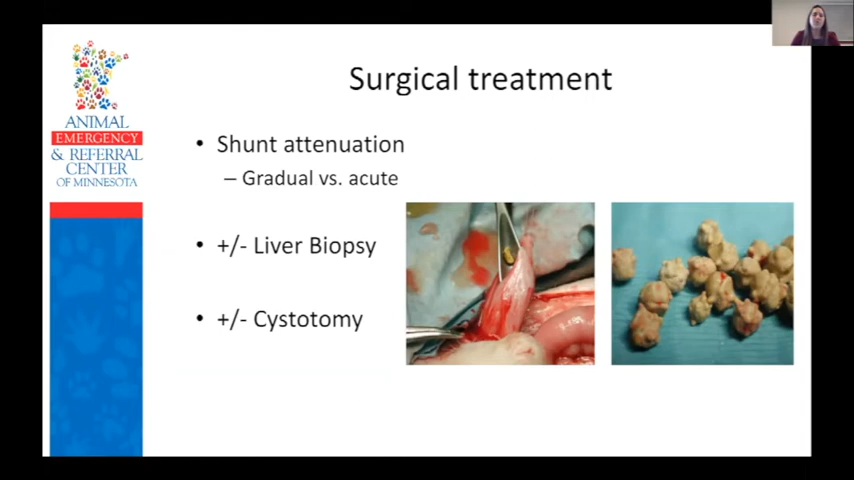 Surgical treatment
ANIMAL
EMERGENCY
& REFERRAL
CENTER
OF MINNESOTA
• Shunt attenuation
– Gradual vs. acute
• +/- Liver Biopsy
• +/- Cystotomy